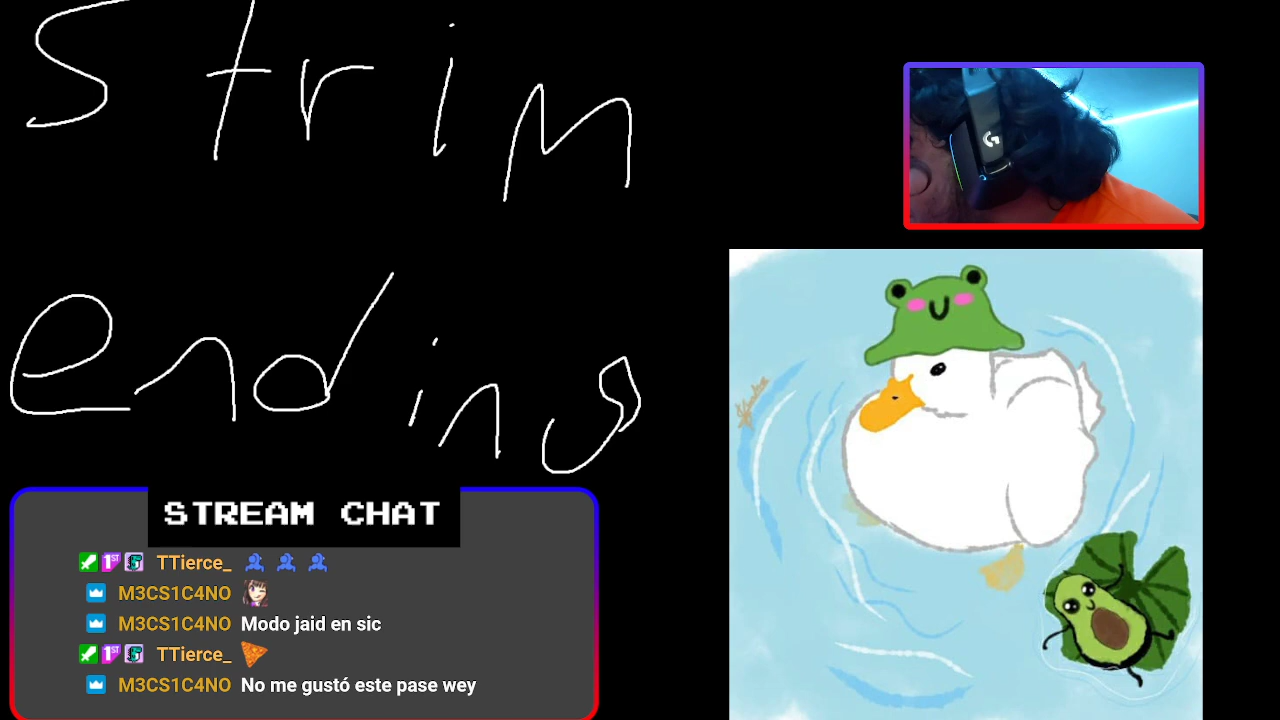 Strim
ending
STREAM CHAT
TTierce_
M3CS1C4NO
M3CS1C4NO Modo jaid en sic
TTierce_
M3CS1C4NO No me gustó este pase wey